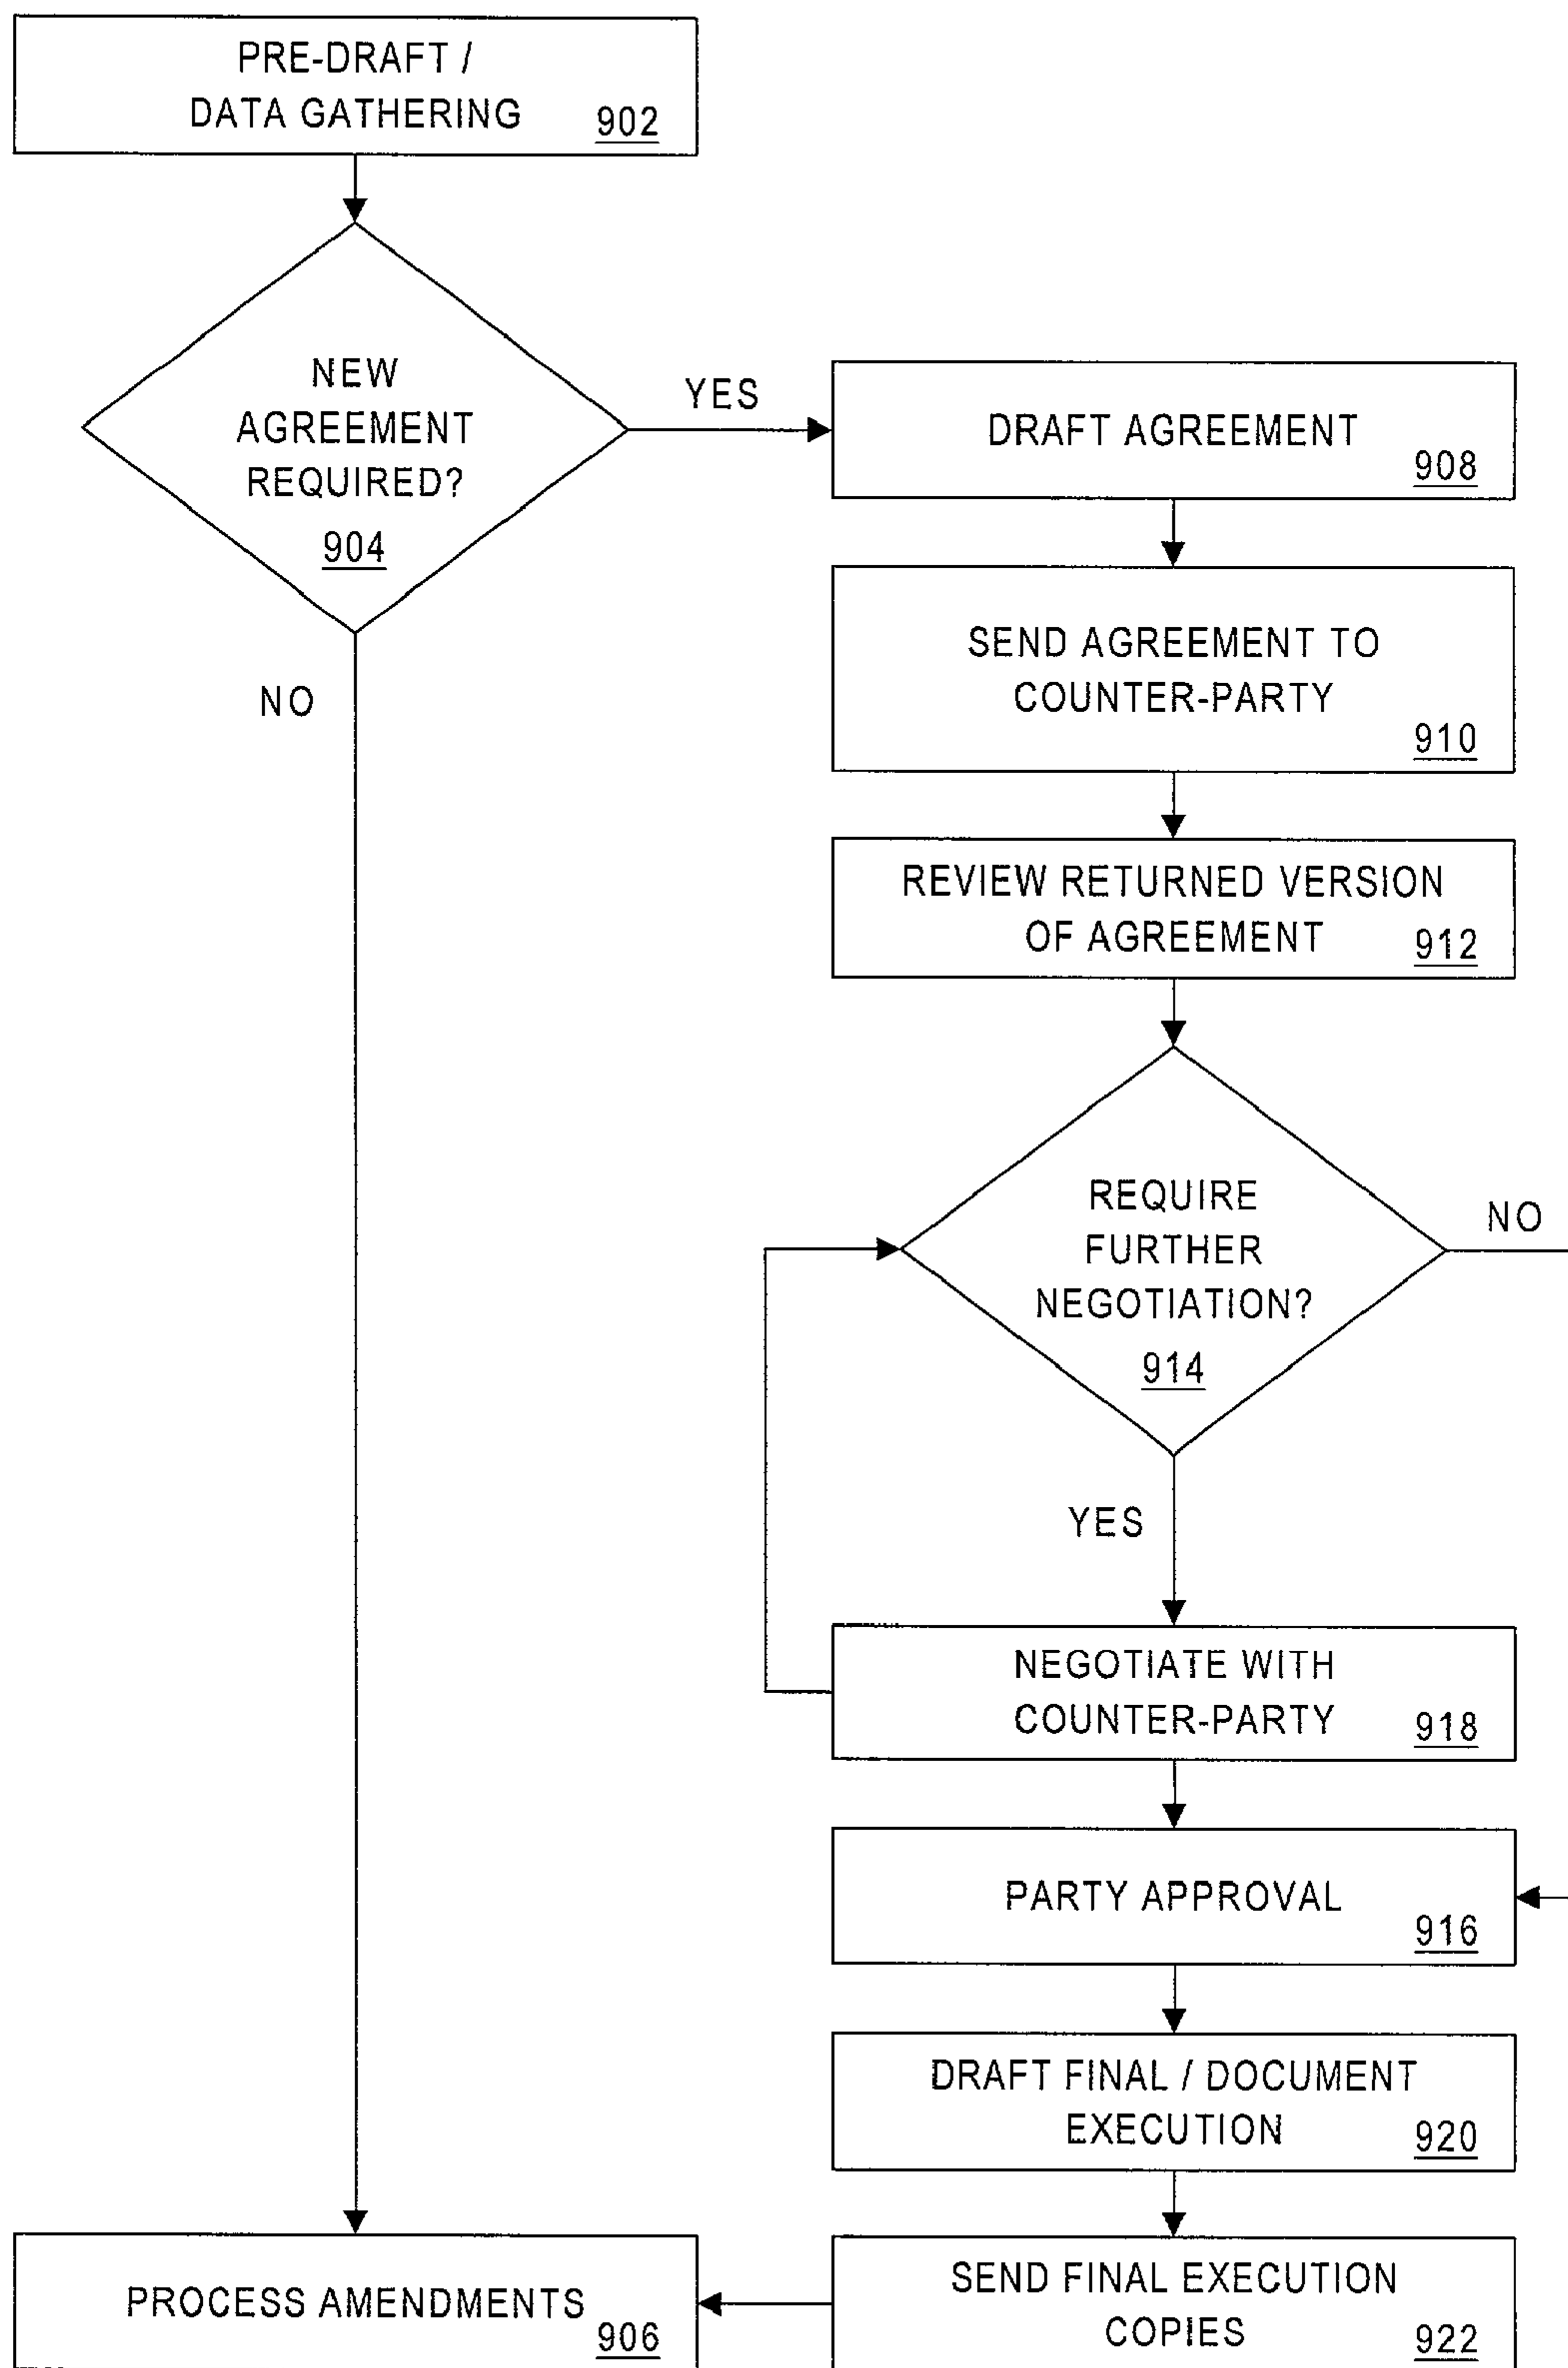 PRE-DRAFT /
DATA GATHERING 902
NEW
AGREEMENT
REQUIRED?
904
YES
NO
DRAFT AGREEMENT
908
SEND AGREEMENT TO
COUNTER-PARTY
910
REVIEW RETURNED VERSION
OF AGREEMENT 912
REQUIRE
FURTHER
NEGOTIATION?
914
NO
YES
NEGOTIATE WITH
COUNTER-PARTY 918
PARTY APPROVAL
916
DRAFT FINAL / DOCUMENT
EXECUTION 920
SEND FINAL EXECUTION
COPIES 922
PROCESS AMENDMENTS
906